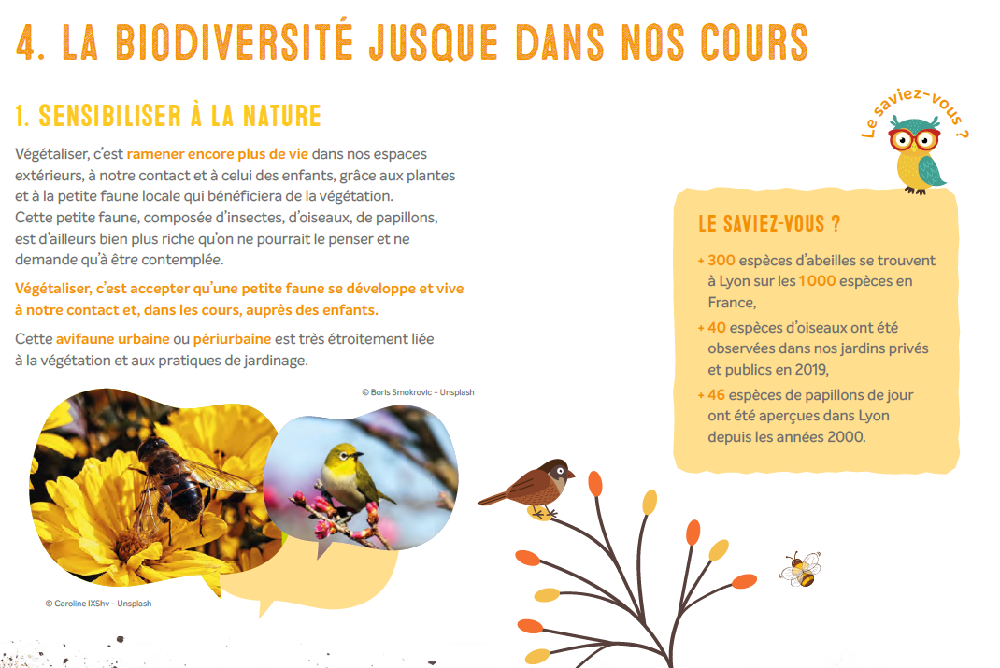 4. LA BIODIVERSITÉ JUSQUE DANS NOS COURS
1. SENSIBILISER À LA NATURE
Végétaliser, c'est ramener encore plus de vie dans nos espaces
extérieurs, à notre contact et à celui des enfants, grâce aux plantes
et à la petite faune locale qui bénéficiera de la végétation.
Cette petite faune, composée d'insectes, d'oiseaux, de papillons,
est d'ailleurs bien plus riche qu'on ne pourrait le penser et ne
demande qu'à être contemplée.
Végétaliser, c'est accepter qu'une petite faune se développe et vive
à notre contact et, dans les cours, auprès des enfants.
Cette avifaune urbaine ou périurbaine est très étroitement liée
à la végétation et aux pratiques de jardinage.
© Boris Smokrovic – Unsplash
© Caroline IXShv – Unsplash
Le saviez-vous ?
LE SAVIEZ-VOUS ?
+ 300 espèces d'abeilles se trouvent
à Lyon sur les 1000 espèces en
France,
+ 40 espèces d'oiseaux ont été
observées dans nos jardins privés
et publics en 2019,
+ 46 espèces de papillons de jour
ont été aperçues dans Lyon
depuis les années 2000.